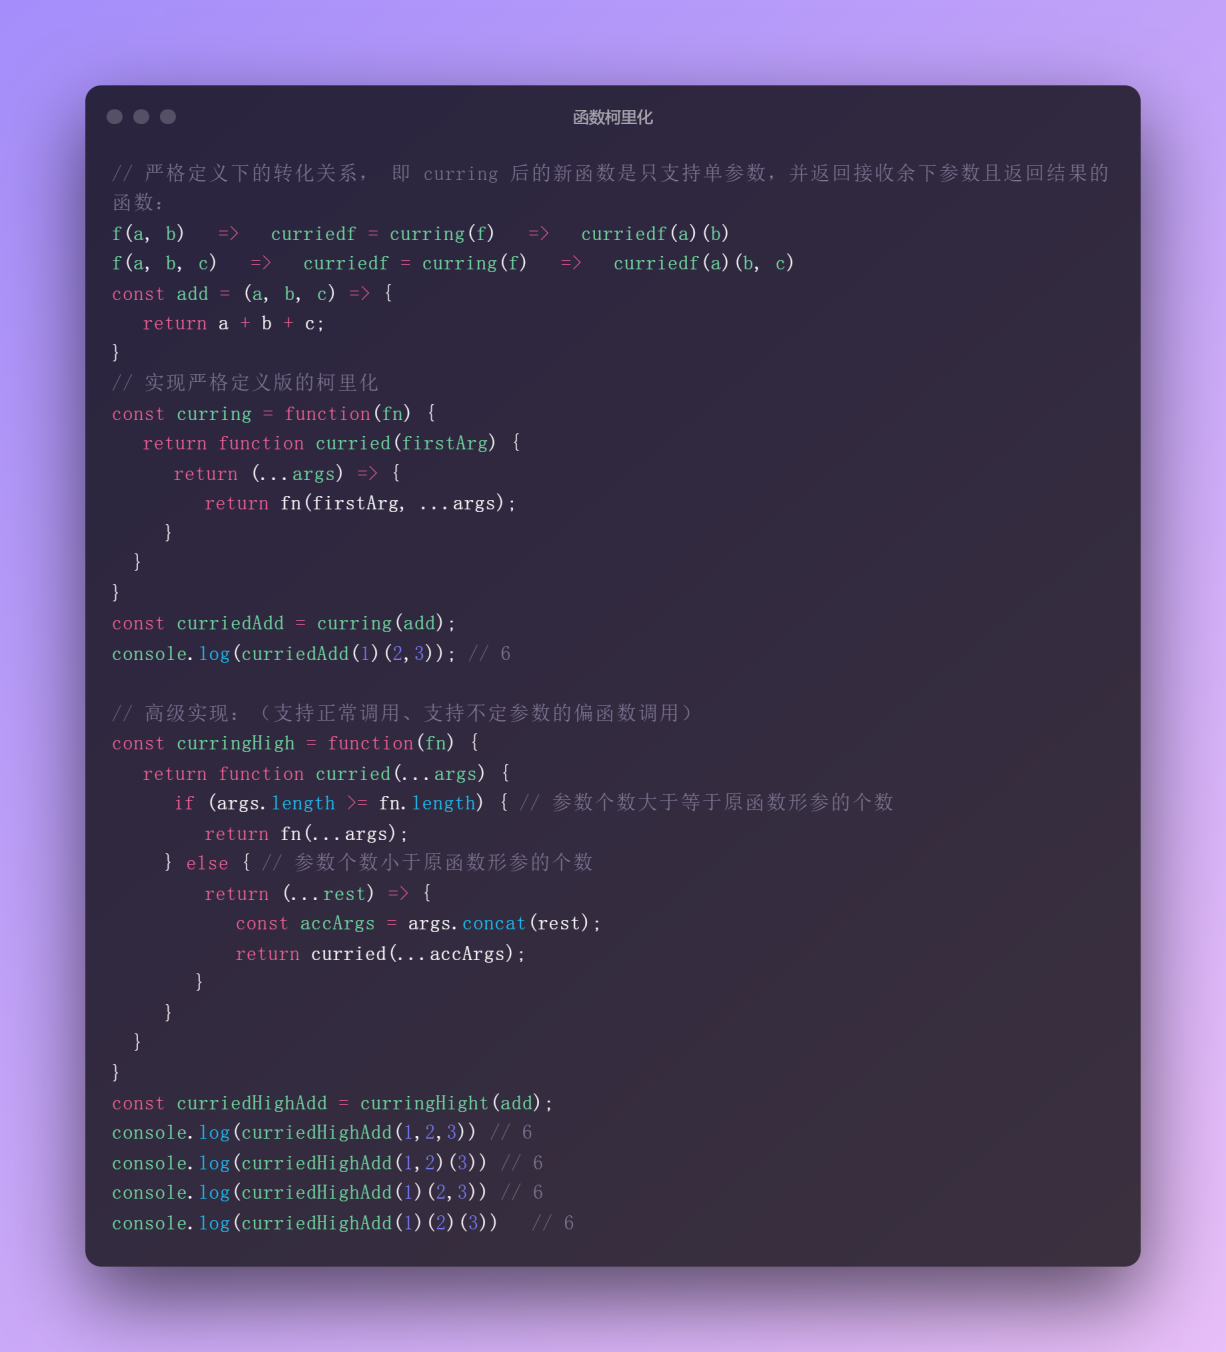 函数柯里化
// 严格定义下的转化关系， 即 curring 后的新函数是只支持单参数，并返回接收余下参数且返回结果的
函数：
f(a, b)   =>   curriedf = curring(f)   =>   curriedf(a)(b)
f(a, b, c)   =>   curriedf = curring(f)   =>   curriedf(a)(b, c)
const add = (a, b, c) => {
   return a + b + c;
}
// 实现严格定义版的柯里化
const curring = function(fn) {
   return function curried(firstArg) {
      return (...args) => {
         return fn(firstArg, ...args);
     }
  }
}
const curriedAdd = curring(add);
console.log(curriedAdd(1)(2,3)); // 6

// 高级实现：（支持正常调用、支持不定参数的偏函数调用）
const curringHigh = function(fn) {
   return function curried(...args) {
      if (args.length >= fn.length) { // 参数个数大于等于原函数形参的个数
         return fn(...args);
     } else { // 参数个数小于原函数形参的个数
         return (...rest) => {
            const accArgs = args.concat(rest);
            return curried(...accArgs);
        }
     }
  }
}
const curriedHighAdd = curringHight(add);
console.log(curriedHighAdd(1,2,3)) // 6
console.log(curriedHighAdd(1,2)(3)) // 6
console.log(curriedHighAdd(1)(2,3)) // 6
console.log(curriedHighAdd(1)(2)(3))   // 6